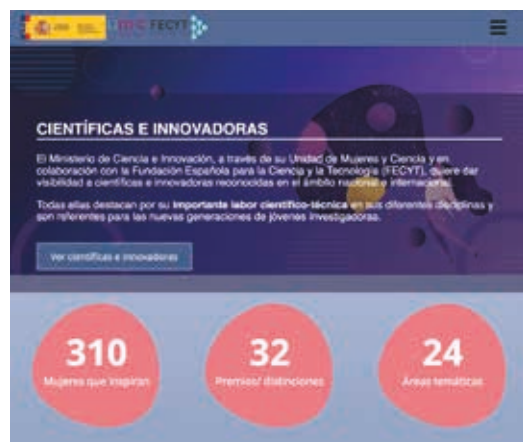 FECYT
CIENTÍFICAS E INNOVADORAS
El Ministerio de Ciencia e Innovación, a través de su Unidad de Mujeres y Ciencia y en
colaboración con la Fundación Española para la Ciencia y la Tecnología (FECYT), quiere dar
visibilidad a científicas e innovadoras reconocidas en el ámbito nacional e internacional.
Todas ellas destacan por su importante labor científico-técnica en sus diferentes disciplinas y
son referentes para las nuevas generaciones de jóvenes investigadoras.
Ver científicas e innovadoras
310
Mujeres que inspiran
32
Premios/ distinciones
24
Áreas temáticas